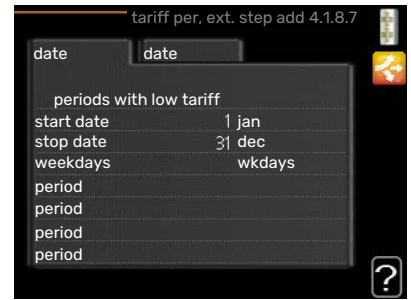 tariff per, ext. step add 4.1.8.7
date date
periods with low tariff
start date 1 jan
stop date 31 dec
weekdays wkdays
period
period
period
period
?